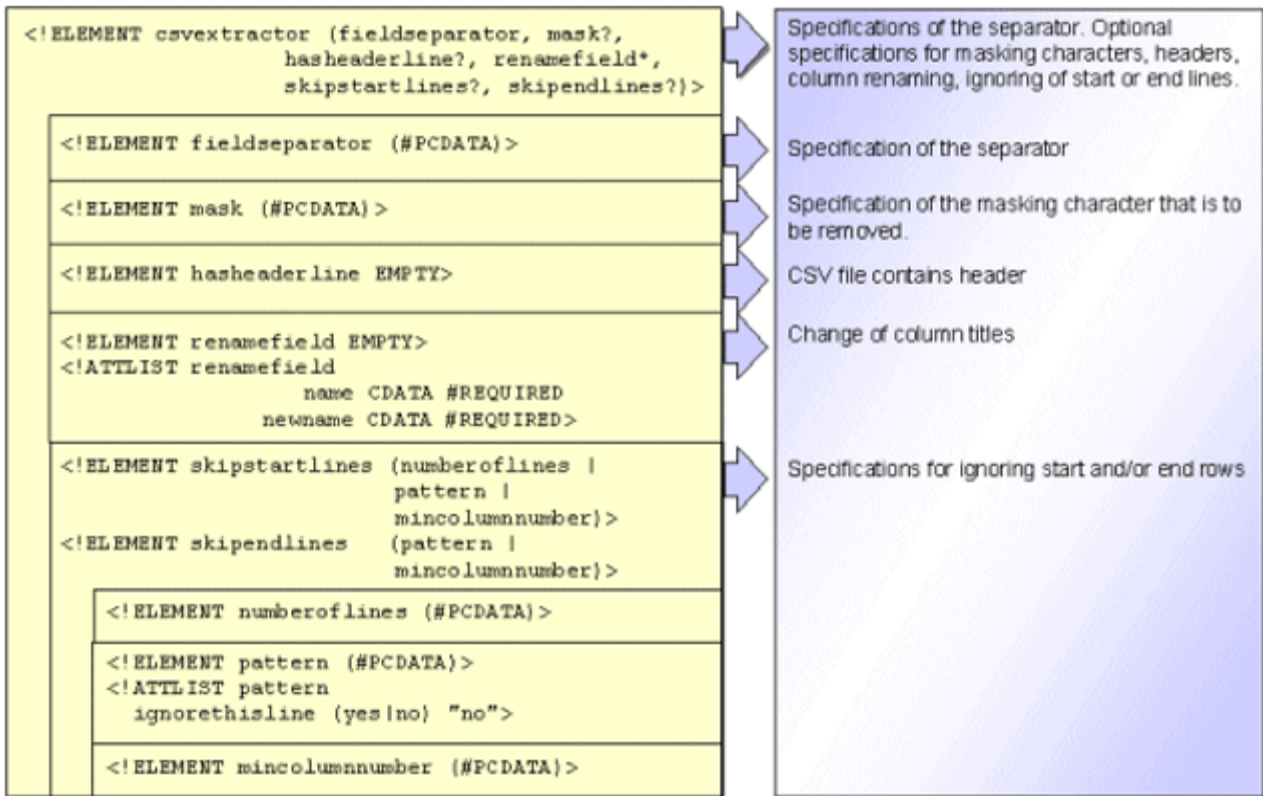 <!ELEMENT csvextractor (fieldseparator, mask?,
hasheaderline?, renamefield*,
skipstartlines?, skipendlines?)>
Specifications of the separator. Optional
specifications for masking characters, headers,
column renaming, ignoring of start or end lines.
<!ELEMENT fieldseparator (#PCDATA)>
Specification of the separator
<!ELEMENT mask (#PCDATA)>
Specification of the masking character that is to
be removed.
<!ELEMENT hasheaderline EMPTY>
CSV file contains header
<!ELEMENT renamefield EMPTY>
<!ATTLIST renamefield
name CDATA #REQUIRED
newname CDATA #REQUIRED>
Change of column titles
<!ELEMENT skipstartlines (numberoflines |
pattern |
mincolumnnumber)>
<!ELEMENT skipendlines (pattern |
mincolumnnumber)>
Specifications for ignoring start and/or end rows
<!ELEMENT numberoflines (#PCDATA)>
<!ELEMENT pattern (#PCDATA)>
<!ATTLIST pattern
ignorethisline (yes|no) "no">
<!ELEMENT mincolumnnumber (#PCDATA)>